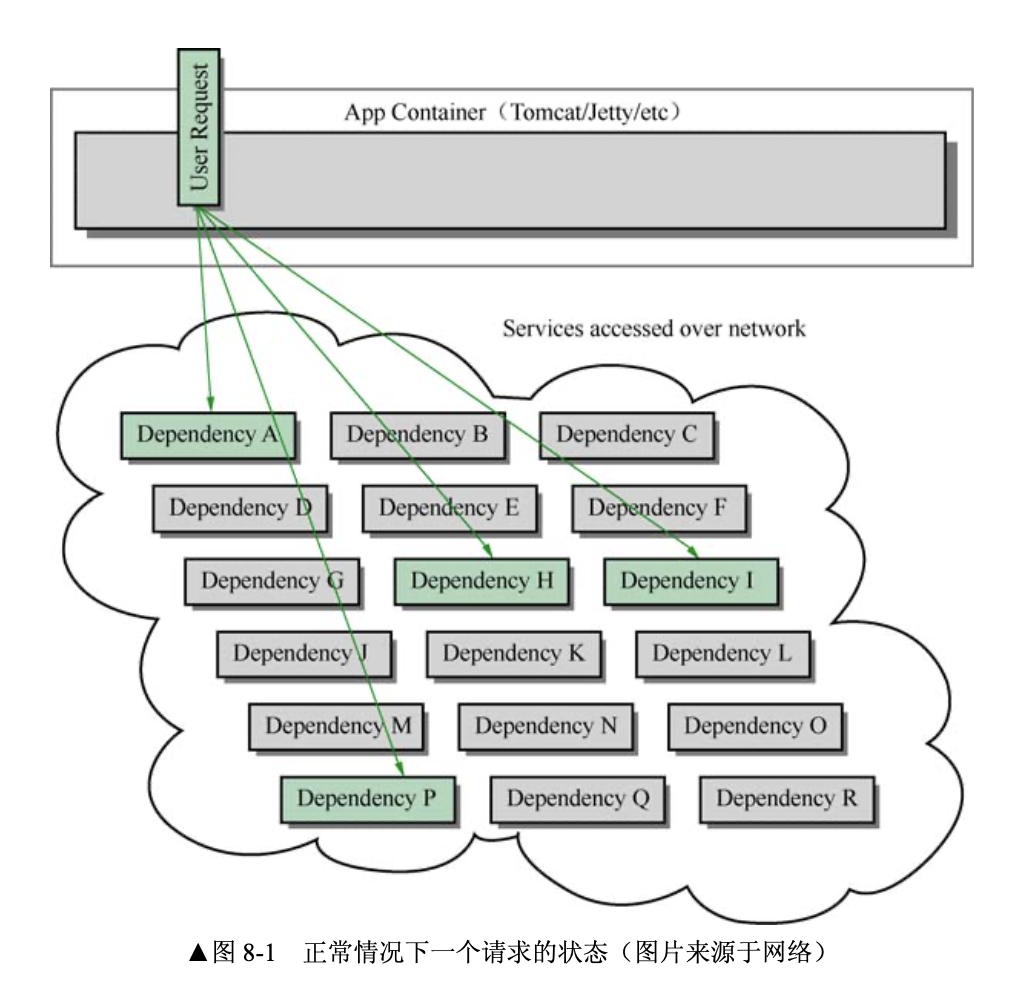 User Request
App Container（Tomcat/Jetty/etc）
Services accessed over network
Dependency A
Dependency B
Dependency C
Dependency D
Dependency E
Dependency F
Dependency G
Dependency H
Dependency I
Dependency J
Dependency K
Dependency L
Dependency M
Dependency N
Dependency O
Dependency P
Dependency Q
Dependency R
▲图 8-1 正常情况下一个请求的状态（图片来源于网络）